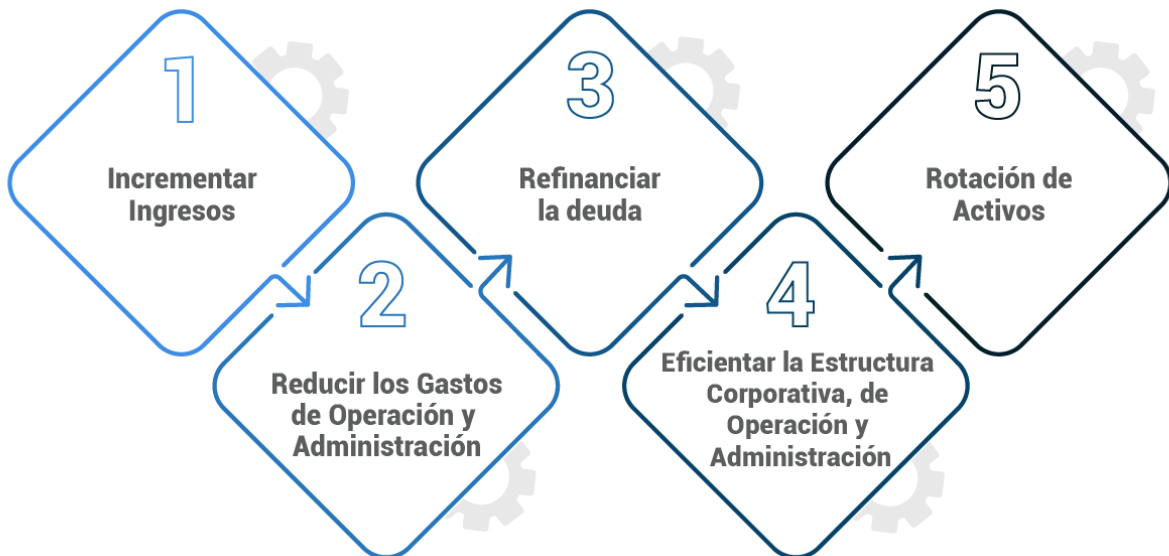 1
Incrementar
Ingresos
2
Reducir los Gastos
de Operación y
Administración
3
Refinanciar
la deuda
4
Eficientar la Estructura
Corporativa, de
Operación y
Administración
5
Rotación de
Activos